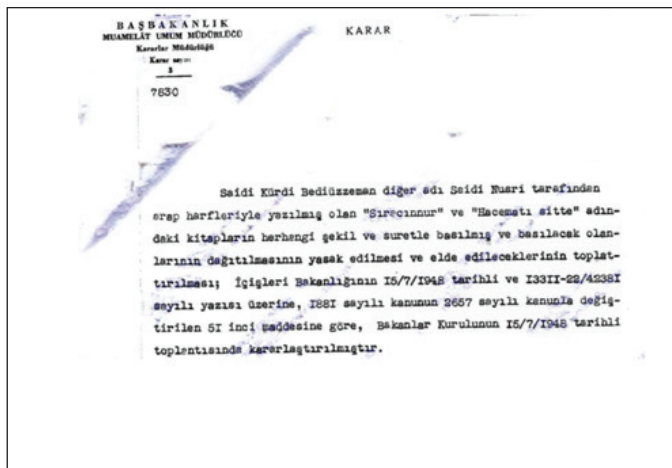 BAŞBAKANLIK
MUAMELÂT UMUM MÜDÜRLÜĞÜ
Kararlar Müdürlüğü
Karar sayısı
3
7830
KARAR
Saidi Kürdi Bediüzzeman diğer adı Saidi Nusri tarafından
arap harfleriyle yazılmış olan "Siracınnur" ve "Hacematı sitte" adın-
daki kitapların herhangi şekil ve suretle basılmış ve basılacak olan-
larının dağıtılmasının yasak edilmesi ve elde edileceklerinin toplat-
tırılması; İçişleri Bakanlığının I5/7/I948 tarihli ve I33II-22/4238I
sayılı yazısı üzerine, I88I sayılı kanunun 2657 sayılı kanunla değiş-
tirilen 5I inci maddesine göre, Bakanlar Kurulunun I5/7/I948 tarihli
toplantısında kararlaştırılmıştır.